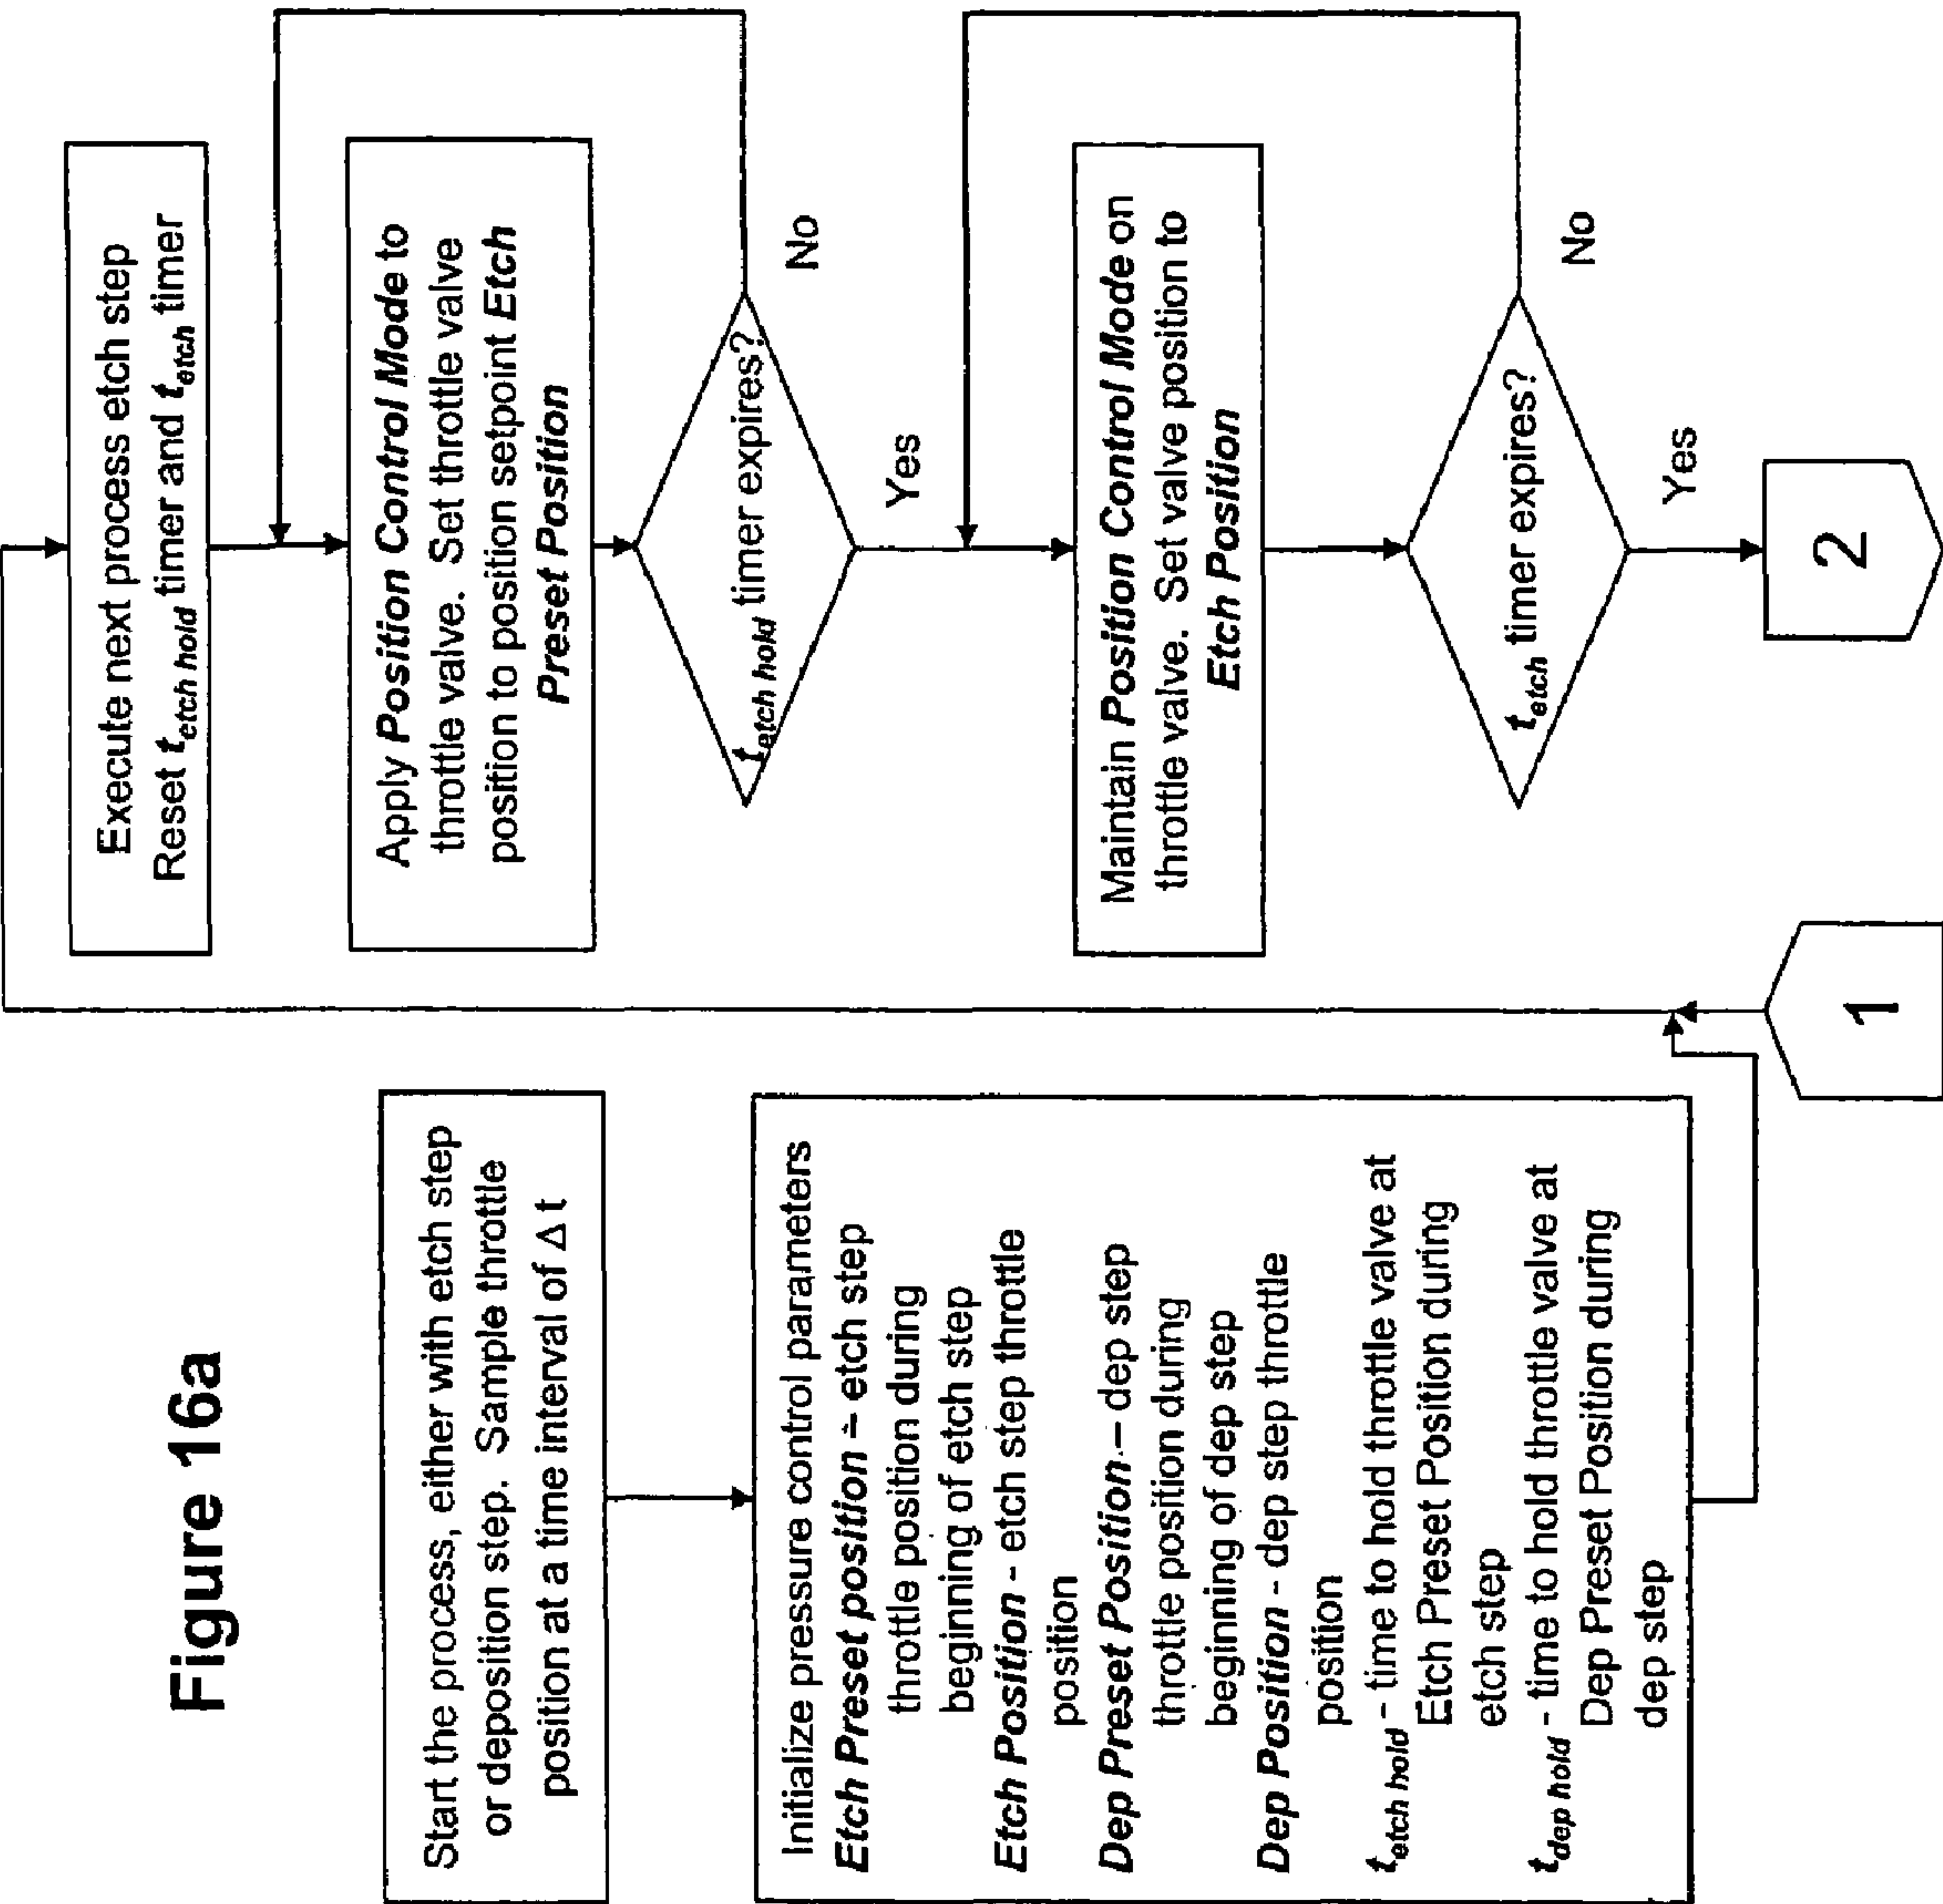 Figure 16a
Start the process, either with etch step
or deposition step. Sample throttle
position at a time interval of Δ t
Initialize pressure control parameters
Etch Preset position – etch step
throttle position during
beginning of etch step
Etch Position - etch step throttle
position
Dep Preset Position – dep step
throttle position during
beginning of dep step
Dep Position - dep step throttle
position
t etch hold - time to hold throttle valve at
Etch Preset Position during
etch step
t dep hold - time to hold throttle valve at
Dep Preset Position during
dep step
1
Execute next process etch step
Reset t etch hold timer and t etch timer
Apply Position Control Mode to
throttle valve. Set throttle valve
position to position setpoint Etch
Preset Position
t etch hold timer expires?
No
Yes
Maintain Position Control Mode on
throttle valve. Set valve position to
Etch Position
t etch timer expires?
No
Yes
2